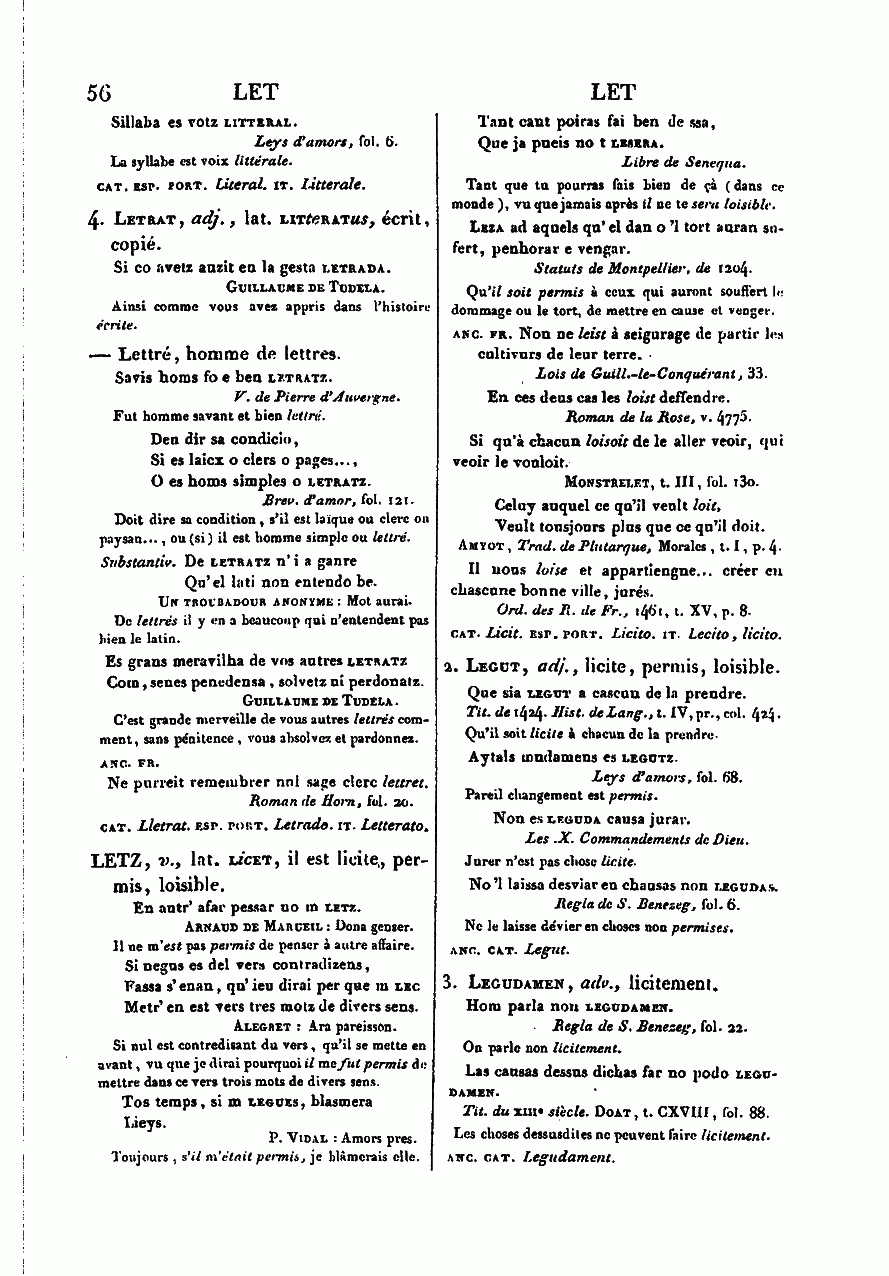 56 LET LET
Sillaba es votz LITTERAL.
Leys d'amors, fol. 6.
La syllabe est voix littérale.
CAT. ESP. PORT. Literal. IT. Litterale.
4. LETRAT, adj., lat. LITTERATUS, écrit,
copié.
Si co avetz auzit en la gesta LETRADA.
GUILLAUME DE TUDELA.
Ainsi comme vous avez appris dans l'histoire
écrite.
— Lettré, homme de lettres.
Savis homs fo e ben LETRATZ.
V. de Pierre d'Auvergne.
Fut homme savant et bien lettré.
Deu dir sa condicio,
Si es laicx o clers o pages...,
O es homs simples o LETRATZ.
Brev. d'amor, fol. 121.
Doit dire sa condition, s'il est laïque ou clerc ou
paysan..., ou (si) il est homme simple ou lettré.
Substantiv. De LETRATZ n'i a ganre
Qu'el lati non entendo be.
UN TROUBADOUR ANONYME : Mot aurai.
De lettrés il y en a beaucoup qui n'entendent pas
bien le latin.
Es grans meravilha de vos autres LETRATZ
Com, senes penedensa, solvetz ni perdonatz.
GUILLAUME DE TUDELA.
C'est grande merveille de vous autres lettrés com-
ment, sans pénitence, vous absolvez et pardonnez.
ANC. FR.
Ne purreit remembrer nul sage clerc lettret.
Roman de Horn, fol. 20.
CAT. Lletrat. ESP. PORT. Letrado. IT. Letterato.
LETZ, v., lat. LICET, il est licite, per-
mis, loisible.
En autr' afar pessar no m LETZ.
ARNAUD DE MARUEIL : Dona genser.
Il ne m'est pas permis de penser à autre affaire.
Si negus es del vers contradizens,
Fassa s'enan, qu'ieu dirai per que m LEC
Metr' en est vers tres motz de divers sens.
ALEGRET : Ara pareisson.
Si nul est contredisant du vers, qu'il se mette en
avant, vu que je dirai pourquoi il me fut permis de
mettre dans ce vers trois mots de divers sens.
Tos temps, si m LEGUES, blasmera
Lieys.
P. VIDAL : Amors pres.
Toujours, s'il m'était permis, je blâmerais elle.
Tant cant poiras fai ben de ssa,
Que ja pueis no t LESERA.
Libre de Senequa.
Tant que tu pourras fais bien de çà (dans ce
monde), vu que jamais après il ne te sera loisible.
LEZA ad aquels qu'el dan o 'l tort auran su-
fert, penhorar e vengar.
Statuts de Montpellier, de 1204.
Qu'il soit permis à ceux qui auront souffert le
dommage ou le tort, de mettre en cause et venger.
ANC. FR. Non ne leist à seigurage de partir les
cultivurs de leur terre.
Lois de Guill.-le-Conquérant, 33.
En ces deus cas les loist deffendre.
Roman de la Rose, v. 4775.
Si qu'à chacun loisoit de le aller veoir, qui
veoir le vouloit.
MONSTRELET, t. III, fol. 130.
Celuy auquel ce qu'il veult loit,
Veult tousjours plus que ce qu'il doit.
AMYOT, Trad. de Plutarque, Morales, t. I, p. 4.
Il nous loise et appartiengne... créer en
chascune bonne ville, jurés.
Ord. des R. de Fr., 1461, t. XV, p. 8.
CAT. Licit. ESP. PORT. Licito. IT. Lecito, licito.
2. LEGUT, adj., licite, permis, loisible.
Que sia LEGUT a cascun de la prendre.
Tit. de 1424. Hist. de Lang., t. IV, pr., col. 424.
Qu'il soit licite à chacun de la prendre.
Aytals mudamens es LEGUTZ.
Leys d'amors, fol. 68.
Pareil changement est permis.
Non es LEGUDA causa jurar.
Les .X. Commandements de Dieu.
Jurer n'est pas chose licite.
No 'l laissa desviar en chausas non LEGUDAS.
Regla de S. Benezeg, fol. 6.
Ne le laisse dévier en choses non permises.
ANC. CAT. Legut.
3. LEGUDAMEN, adv., licitement.
Hom parla non LEGUDAMEN.
Regla de S. Benezeg, fol. 22.
On parle non licitement.
Las causas dessus dichas far no podo LEGU-
DAMEN.
Tit. du XIIIe siècle. DOAT, t. CXVIII, fol. 88.
Les choses dessusdites ne peuvent faire licitement.
ANC. CAT. Legudament.